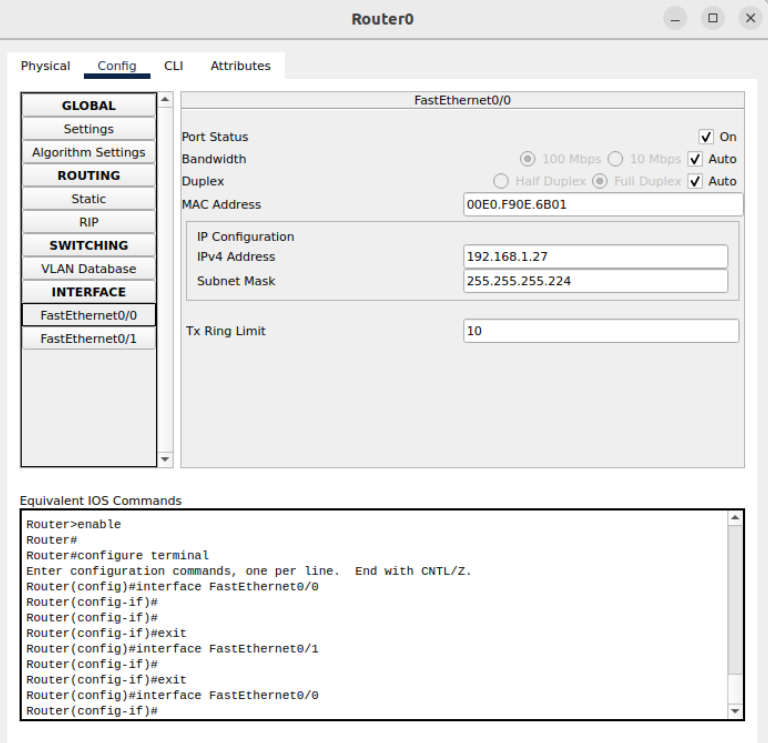 Router0
Physical Config CLI Attributes
GLOBAL
Settings
Algorithm Settings
ROUTING
Static
RIP
SWITCHING
VLAN Database
INTERFACE
FastEthernet0/0
FastEthernet0/1
FastEthernet0/0
Port Status On
Bandwidth 100 Mbps 10 Mbps Auto
Duplex Half Duplex Full Duplex Auto
MAC Address 00E0.F90E.6B01
IP Configuration
IPv4 Address 192.168.1.27
Subnet Mask 255.255.255.224
Tx Ring Limit 10
Equivalent IOS Commands
Router>enable
Router#
Router#configure terminal
Enter configuration commands, one per line.  End with CNTL/Z.
Router(config)#interface FastEthernet0/0
Router(config-if)#
Router(config-if)#
Router(config-if)#exit
Router(config)#interface FastEthernet0/1
Router(config-if)#
Router(config-if)#exit
Router(config)#interface FastEthernet0/0
Router(config-if)#